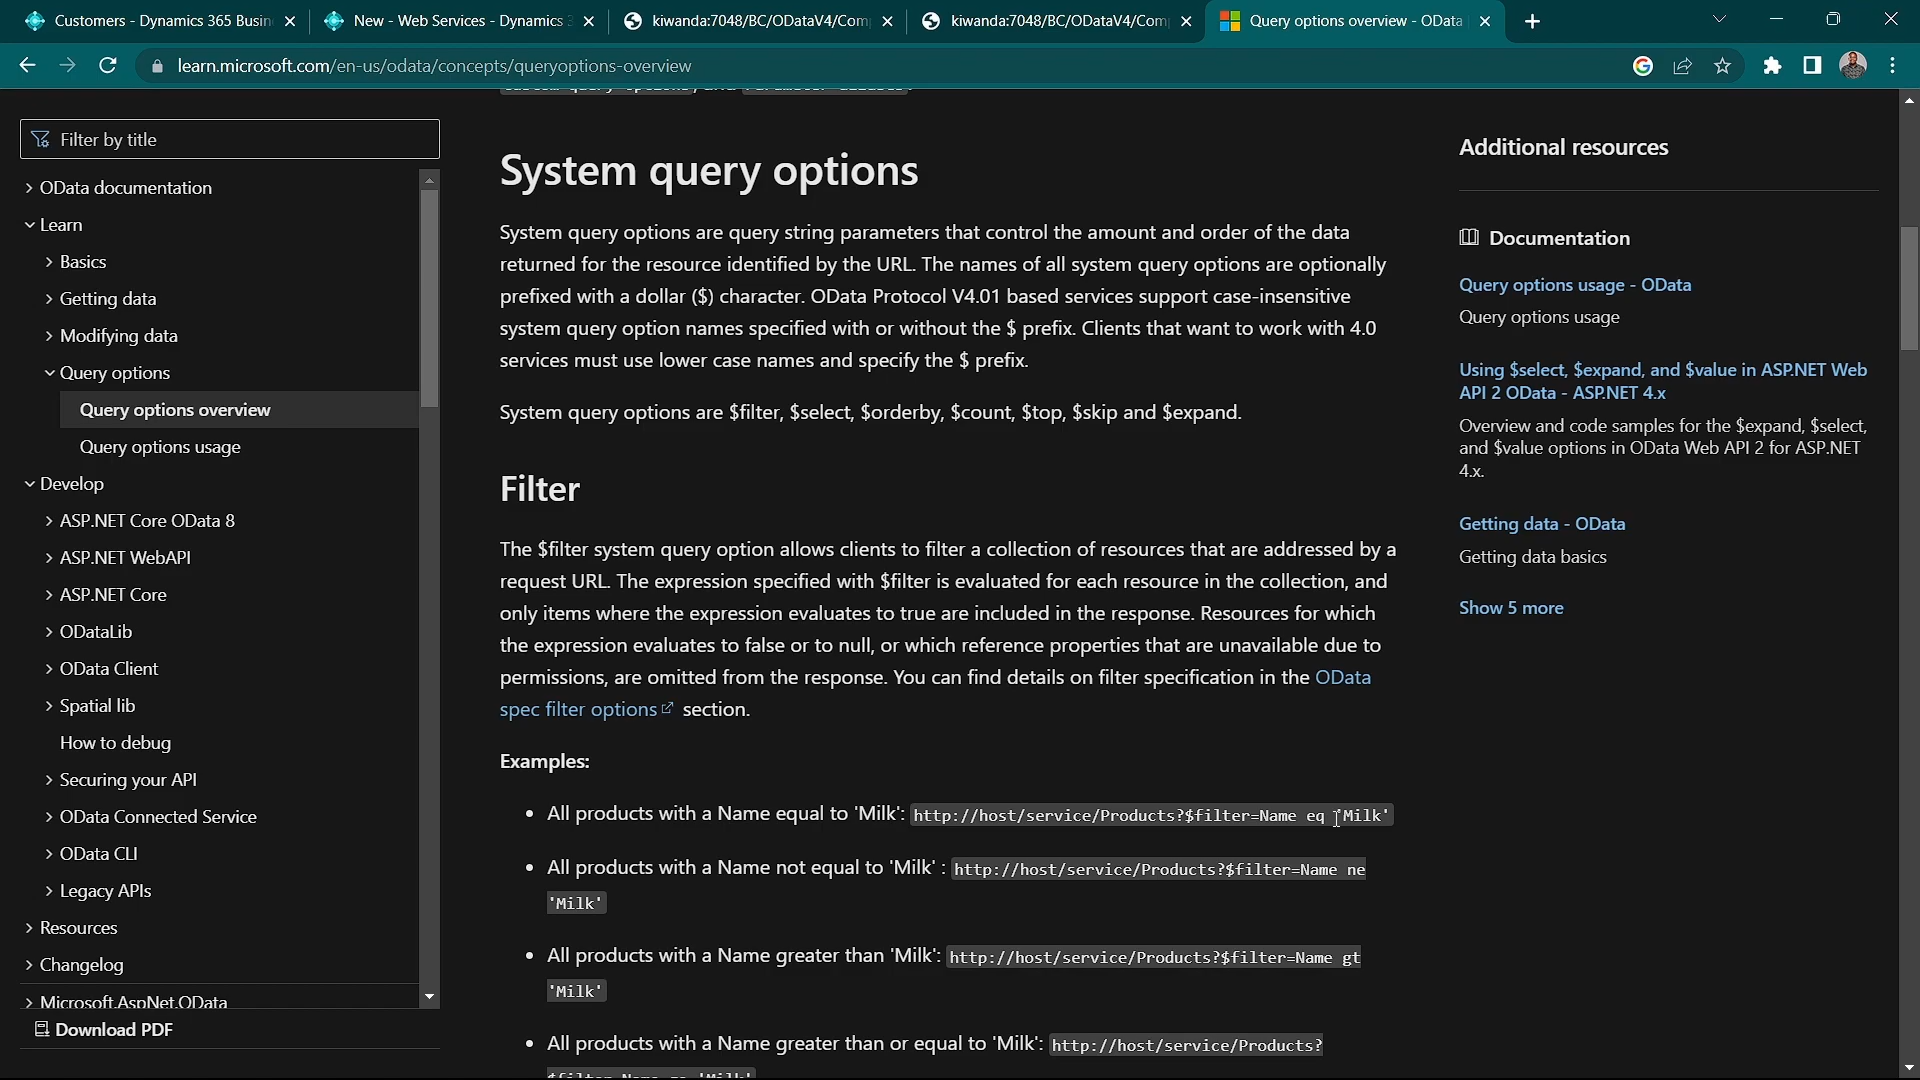 Customers - Dynamics 365 Busin
New - Web Services - Dynamics 3
kiwanda:7048/BC/ODataV4/Com
kiwanda:7048/BC/ODataV4/Com
Query options overview - OData
learn.microsoft.com/en-us/odata/concepts/queryoptions-overview
Filter by title
OData documentation
Learn
Basics
Getting data
Modifying data
Query options
Query options overview
Query options usage
Develop
ASP.NET Core OData 8
ASP.NET WebAPI
ASP.NET Core
ODataLib
OData Client
Spatial lib
How to debug
Securing your API
OData Connected Service
OData CLI
Legacy APIs
Resources
Changelog
Microsoft.AspNet.OData
Download PDF
System query options
System query options are query string parameters that control the amount and order of the data
returned for the resource identified by the URL. The names of all system query options are optionally
prefixed with a dollar ($) character. OData Protocol V4.01 based services support case-insensitive
system query option names specified with or without the $ prefix. Clients that want to work with 4.0
services must use lower case names and specify the $ prefix.
System query options are $filter, $select, $orderby, $count, $top, $skip and $expand.
Filter
The $filter system query option allows clients to filter a collection of resources that are addressed by a
request URL. The expression specified with $filter is evaluated for each resource in the collection, and
only items where the expression evaluates to true are included in the response. Resources for which
the expression evaluates to false or to null, or which reference properties that are unavailable due to
permissions, are omitted from the response. You can find details on filter specification in the OData
spec filter options section.
Examples:
• All products with a Name equal to 'Milk': http://host/service/Products?$filter=Name eq 'Milk'
• All products with a Name not equal to 'Milk' : http://host/service/Products?$filter=Name ne
'Milk'
• All products with a Name greater than 'Milk': http://host/service/Products?$filter=Name gt
'Milk'
• All products with a Name greater than or equal to 'Milk': http://host/service/Products?
Additional resources
Documentation
Query options usage - OData
Query options usage
Using $select, $expand, and $value in ASP.NET Web
API 2 OData - ASP.NET 4.x
Overview and code samples for the $expand, $select,
and $value options in OData Web API 2 for ASP.NET
4.x.
Getting data - OData
Getting data basics
Show 5 more